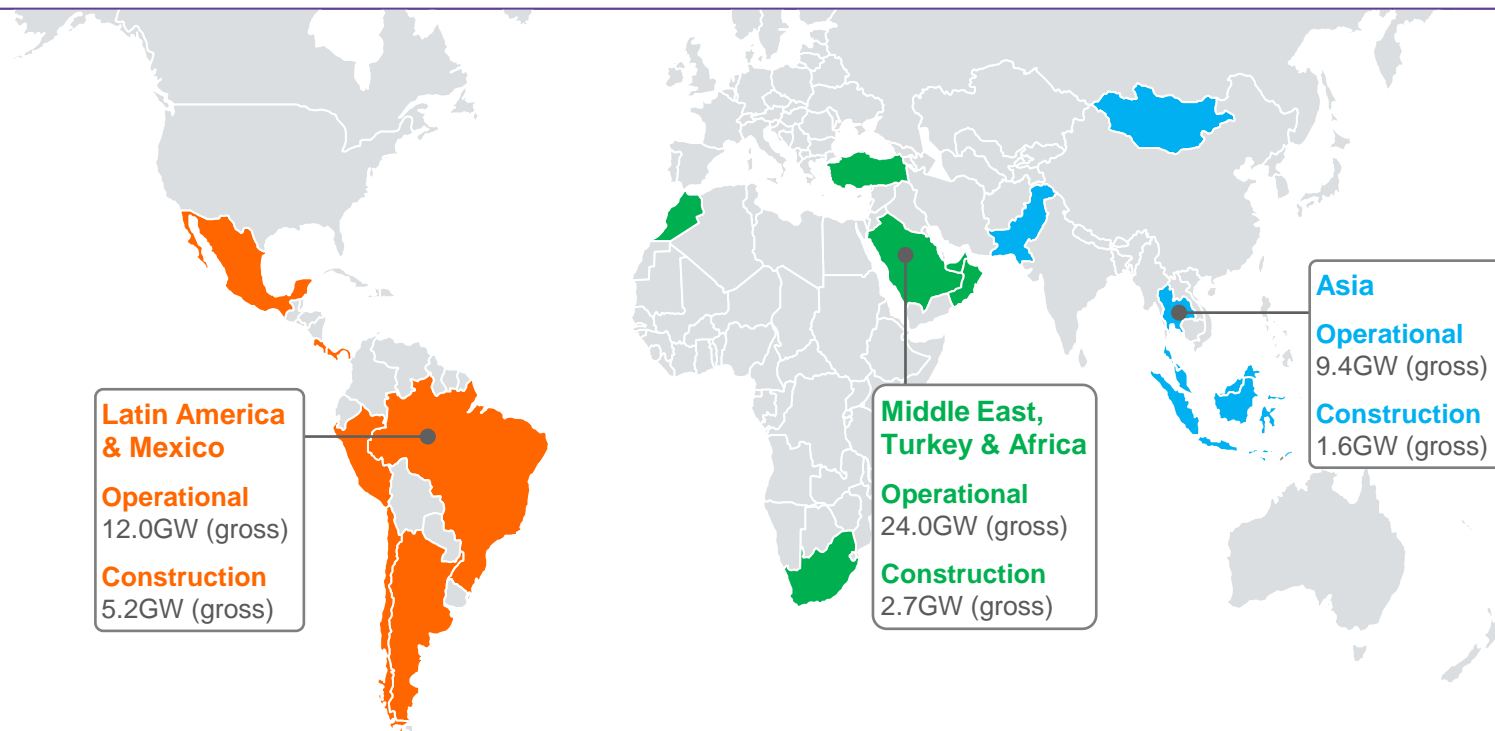 Latin America
& Mexico
Operational
12.0GW (gross)
Construction
5.2GW (gross)
Middle East,
Turkey & Africa
Operational
24.0GW (gross)
Construction
2.7GW (gross)
Asia
Operational
9.4GW (gross)
Construction
1.6GW (gross)